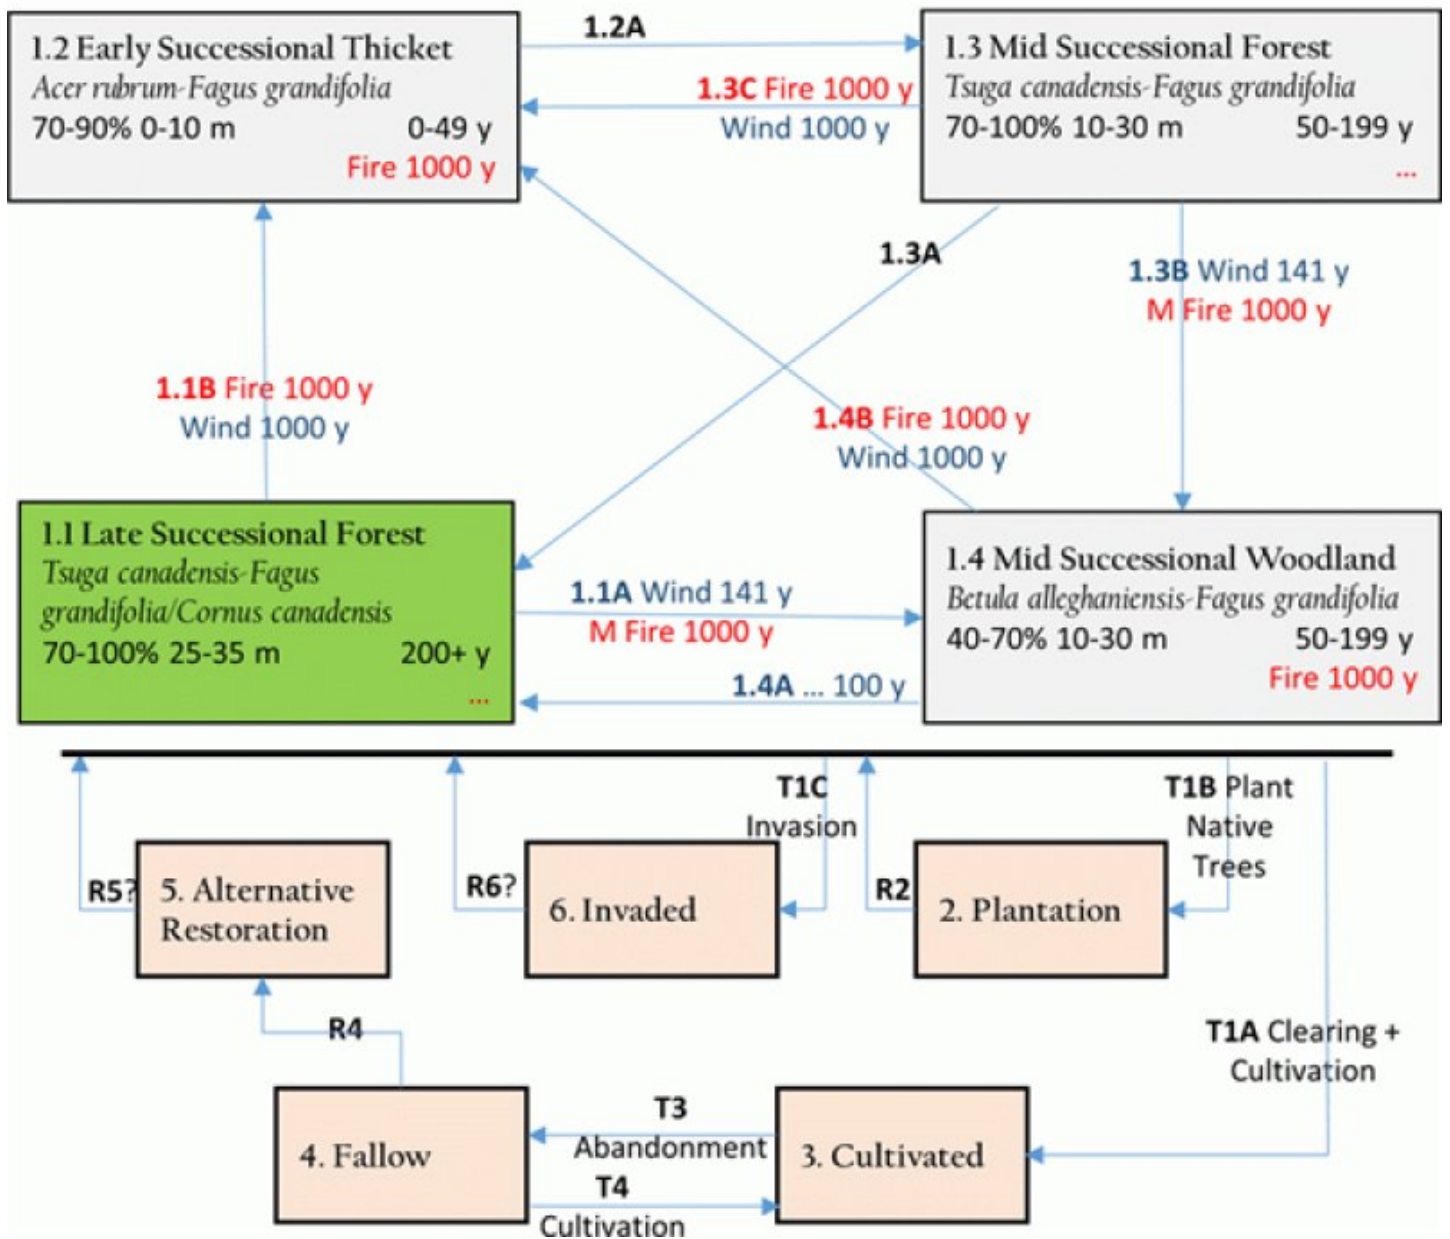 1.2 Early Successional Thicket
Acer rubrum-Fagus grandifolia
70-90% 0-10 m 0-49 y
Fire 1000 y
1.2A
1.3C Fire 1000 y
Wind 1000 y
1.3 Mid Successional Forest
Tsuga canadensis-Fagus grandifolia
70-100% 10-30 m 50-199 y
...
1.3A
1.3B Wind 141 y
M Fire 1000 y
1.1B Fire 1000 y
Wind 1000 y
1.4B Fire 1000 y
Wind 1000 y
1.1 Late Successional Forest
Tsuga canadensis-Fagus
grandifolia/Cornus canadensis
70-100% 25-35 m 200+ y
...
1.1A Wind 141 y
M Fire 1000 y
1.4A ... 100 y
1.4 Mid Successional Woodland
Betula alleghaniensis-Fagus grandifolia
40-70% 10-30 m 50-199 y
Fire 1000 y
T1C
Invasion
T1B Plant
Native
Trees
R5?
5. Alternative
Restoration
R6?
6. Invaded
R2
2. Plantation
R4
T1A Clearing +
Cultivation
4. Fallow
T3
Abandonment
T4
Cultivation
3. Cultivated